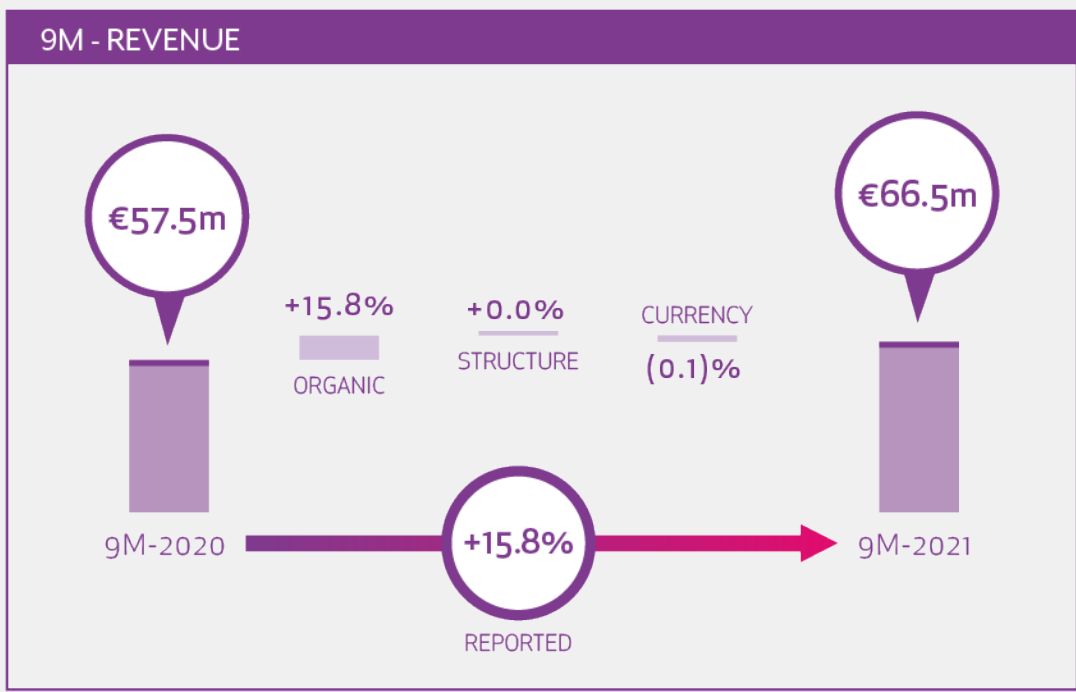 9M - REVENUE
€57.5m
€66.5m
+15.8%
ORGANIC
+0.0%
STRUCTURE
CURRENCY
(0.1)%
9M-2020
+15.8%
REPORTED
9M-2021